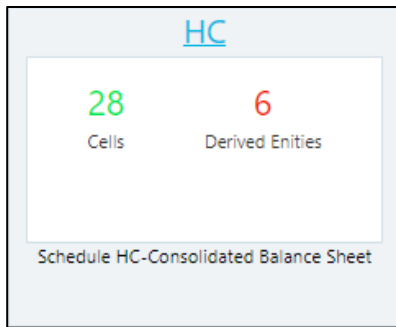 HC
28 6
Cells Derived Enities
Schedule HC-Consolidated Balance Sheet